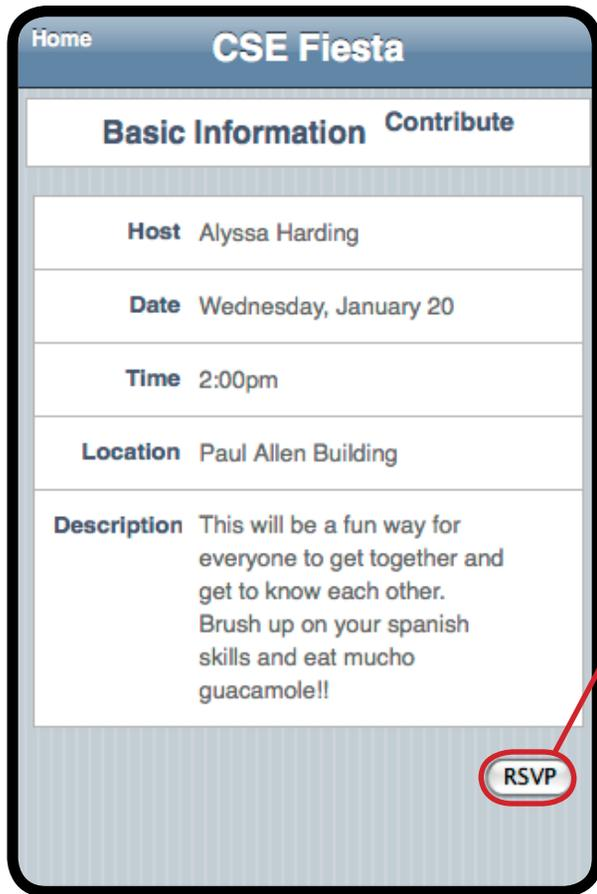 Home
CSE Fiesta
Basic Information Contribute
Host Alyssa Harding
Date Wednesday, January 20
Time 2:00pm
Location Paul Allen Building
Description This will be a fun way for
everyone to get together and
get to know each other.
Brush up on your spanish
skills and eat mucho
guacamole!!
RSVP